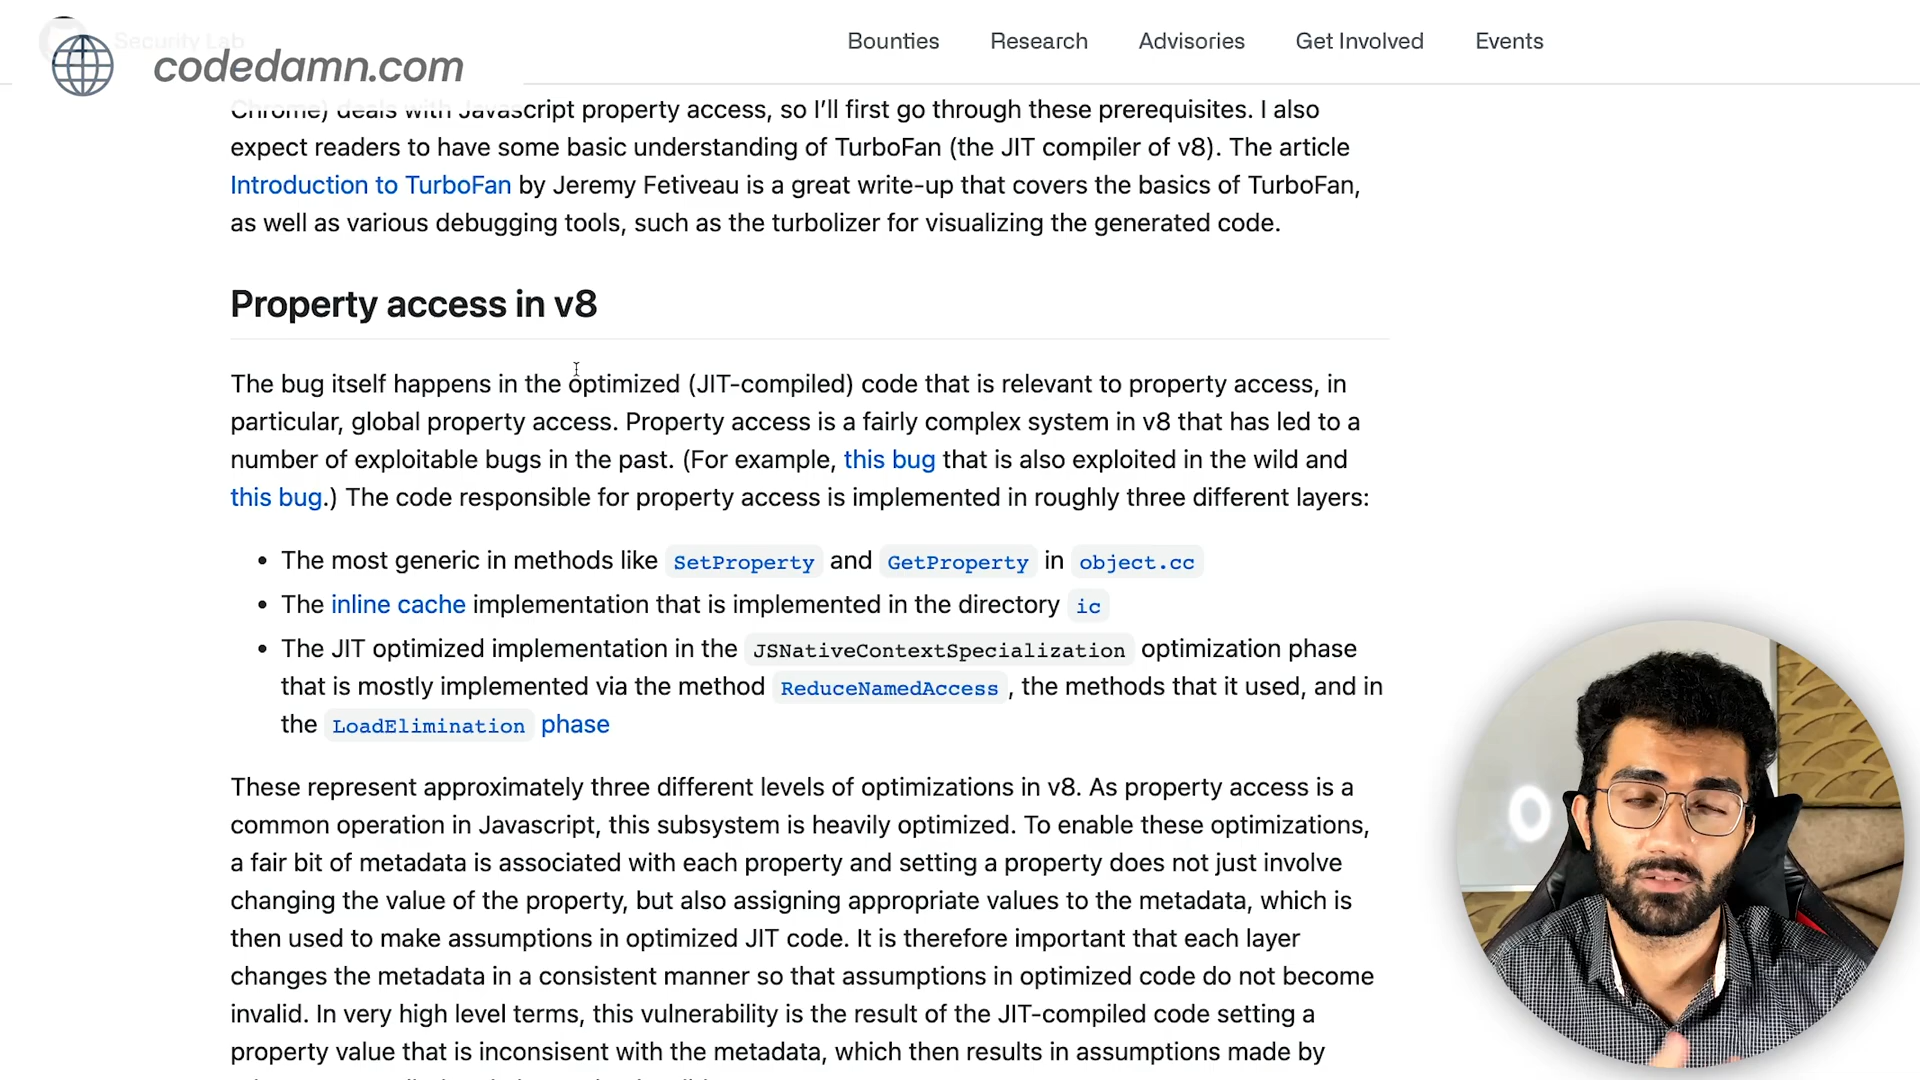 Security Lab
codedamn.com
Bounties Research Advisories Get Involved Events
Chrome) deals with Javascript property access, so I'll first go through these prerequisites. I also
expect readers to have some basic understanding of TurboFan (the JIT compiler of v8). The article
Introduction to TurboFan by Jeremy Fetiveau is a great write-up that covers the basics of TurboFan,
as well as various debugging tools, such as the turbolizer for visualizing the generated code.
Property access in v8
The bug itself happens in the optimized (JIT-compiled) code that is relevant to property access, in
particular, global property access. Property access is a fairly complex system in v8 that has led to a
number of exploitable bugs in the past. (For example, this bug that is also exploited in the wild and
this bug.) The code responsible for property access is implemented in roughly three different layers:
• The most generic in methods like SetProperty and GetProperty in object.cc
• The inline cache implementation that is implemented in the directory ic
• The JIT optimized implementation in the JSNativeContextSpecialization optimization phase
that is mostly implemented via the method ReduceNamedAccess , the methods that it used, and in
the LoadElimination phase
These represent approximately three different levels of optimizations in v8. As property access is a
common operation in Javascript, this subsystem is heavily optimized. To enable these optimizations,
a fair bit of metadata is associated with each property and setting a property does not just involve
changing the value of the property, but also assigning appropriate values to the metadata, which is
then used to make assumptions in optimized JIT code. It is therefore important that each layer
changes the metadata in a consistent manner so that assumptions in optimized code do not become
invalid. In very high level terms, this vulnerability is the result of the JIT-compiled code setting a
property value that is inconsisent with the metadata, which then results in assumptions made by